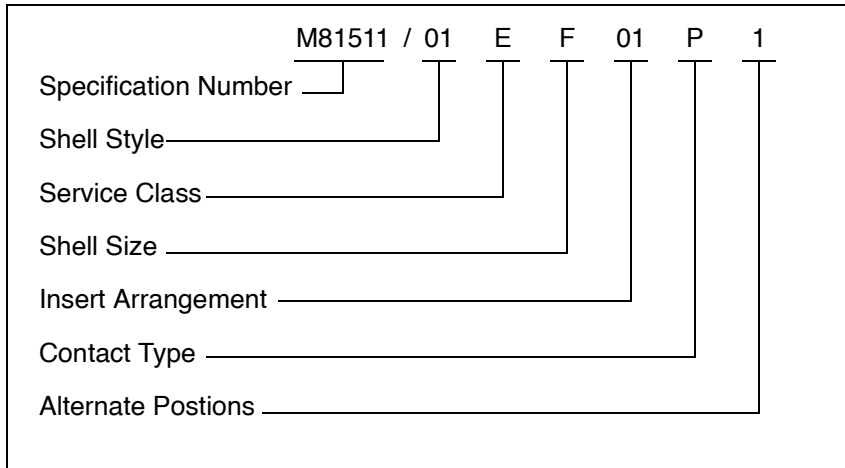 M81511 / 01 E F 01 P 1
Specification Number
Shell Style
Service Class
Shell Size
Insert Arrangement
Contact Type
Alternate Postions